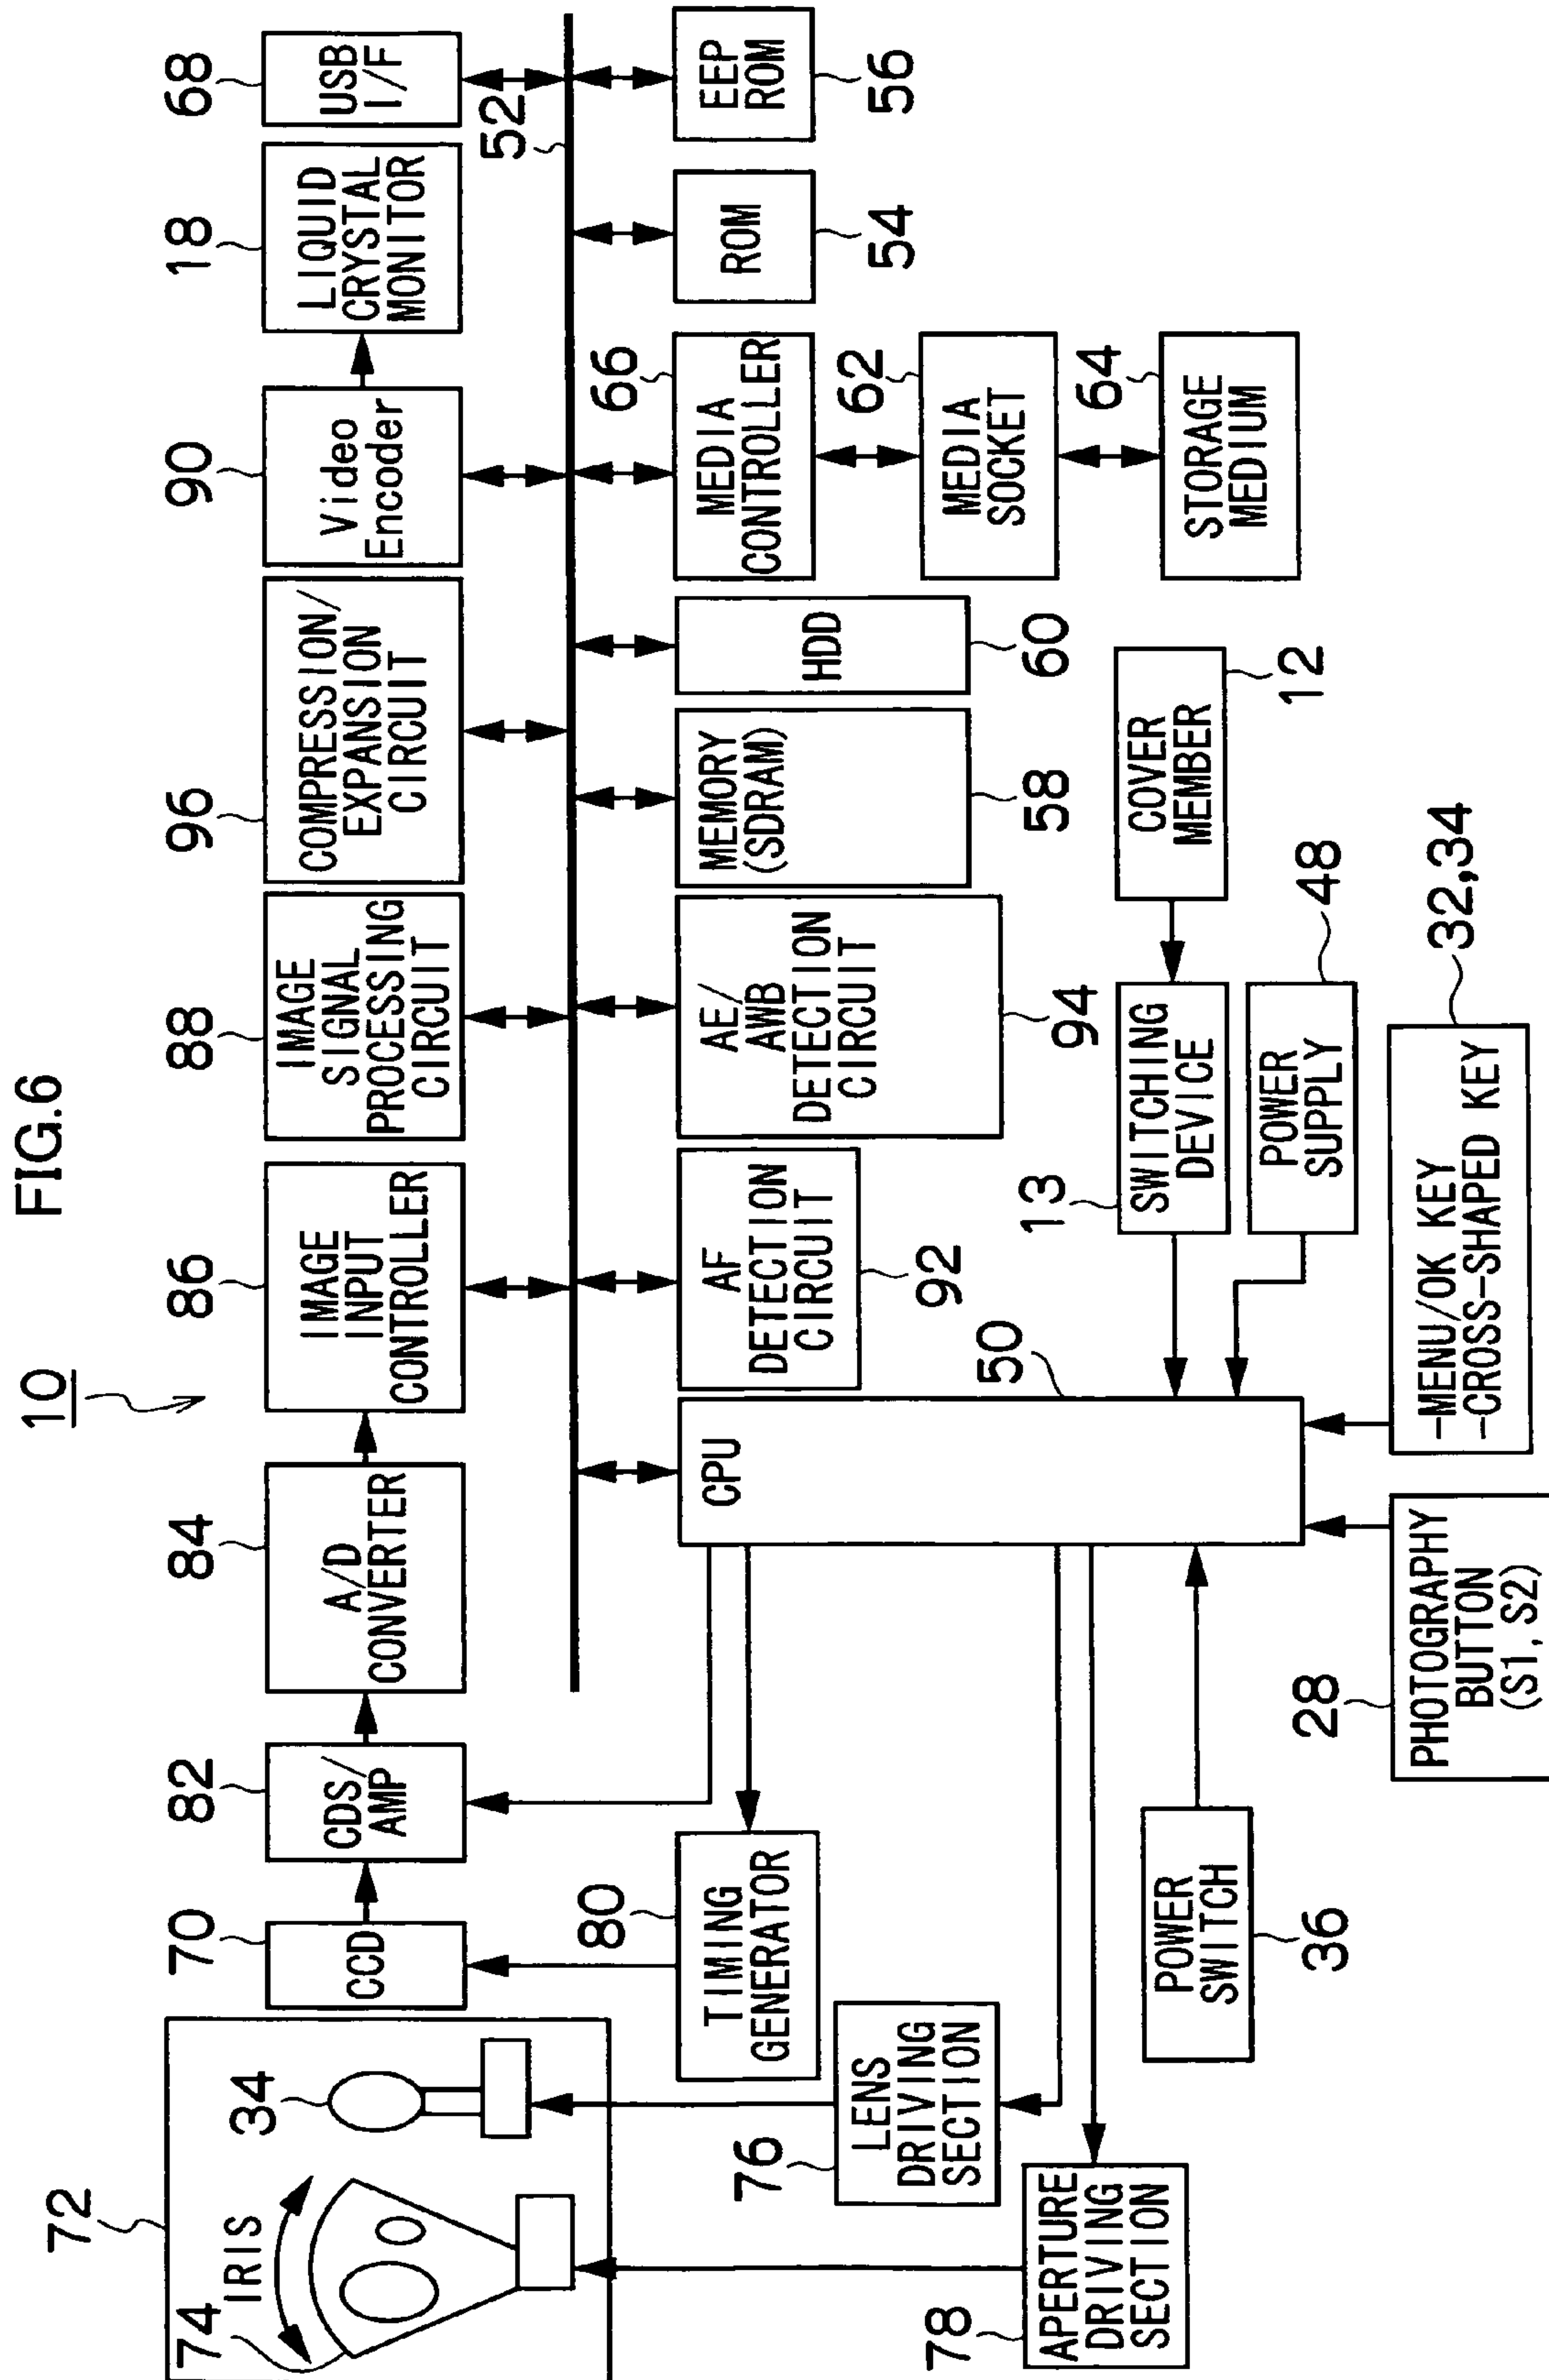 FIG.6
10
72
74
IRIS
34
70
CCD
82
CDS/
AMP
84
A/D
CONVERTER
86
IMAGE
INPUT
CONTROLLER
88
IMAGE
SIGNAL
PROCESSING
CIRCUIT
96
COMPRESSION/
EXPANSION
CIRCUIT
90
Video
Encoder
18
LIQUID
CRYSTAL
MONITOR
68
USB
I/F
52
80
TIMING
GENERATOR
76
LENS
DRIVING
SECTION
78
APERTURE
DRIVING
SECTION
CPU
50
AF
DETECTION
CIRCUIT
92
AE/
AWB
DETECTION
CIRCUIT
94
MEMORY
(SDRAM)
58
HDD
60
66
MEDIA
CONTROLLER
62
MEDIA
SOCKET
64
STORAGE
MEDIUM
ROM
54
EEP
ROM
56
POWER
SWITCH
36
28
PHOTOGRAPHY
BUTTON
(S1, S2)
13
SWITCHING
DEVICE
COVER
MEMBER
12
POWER
SUPPLY
48
-MENU/OK KEY
-CROSS-SHAPED KEY
32,34